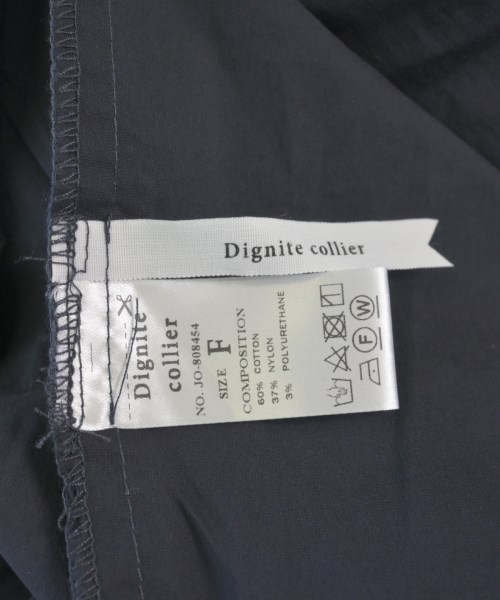 Dignite collier
Dignite
collier
NO. JO-808454
SIZE F
COMPOSITION
60% COTTON
37% NYLON
3% POLYURETHANE
F W